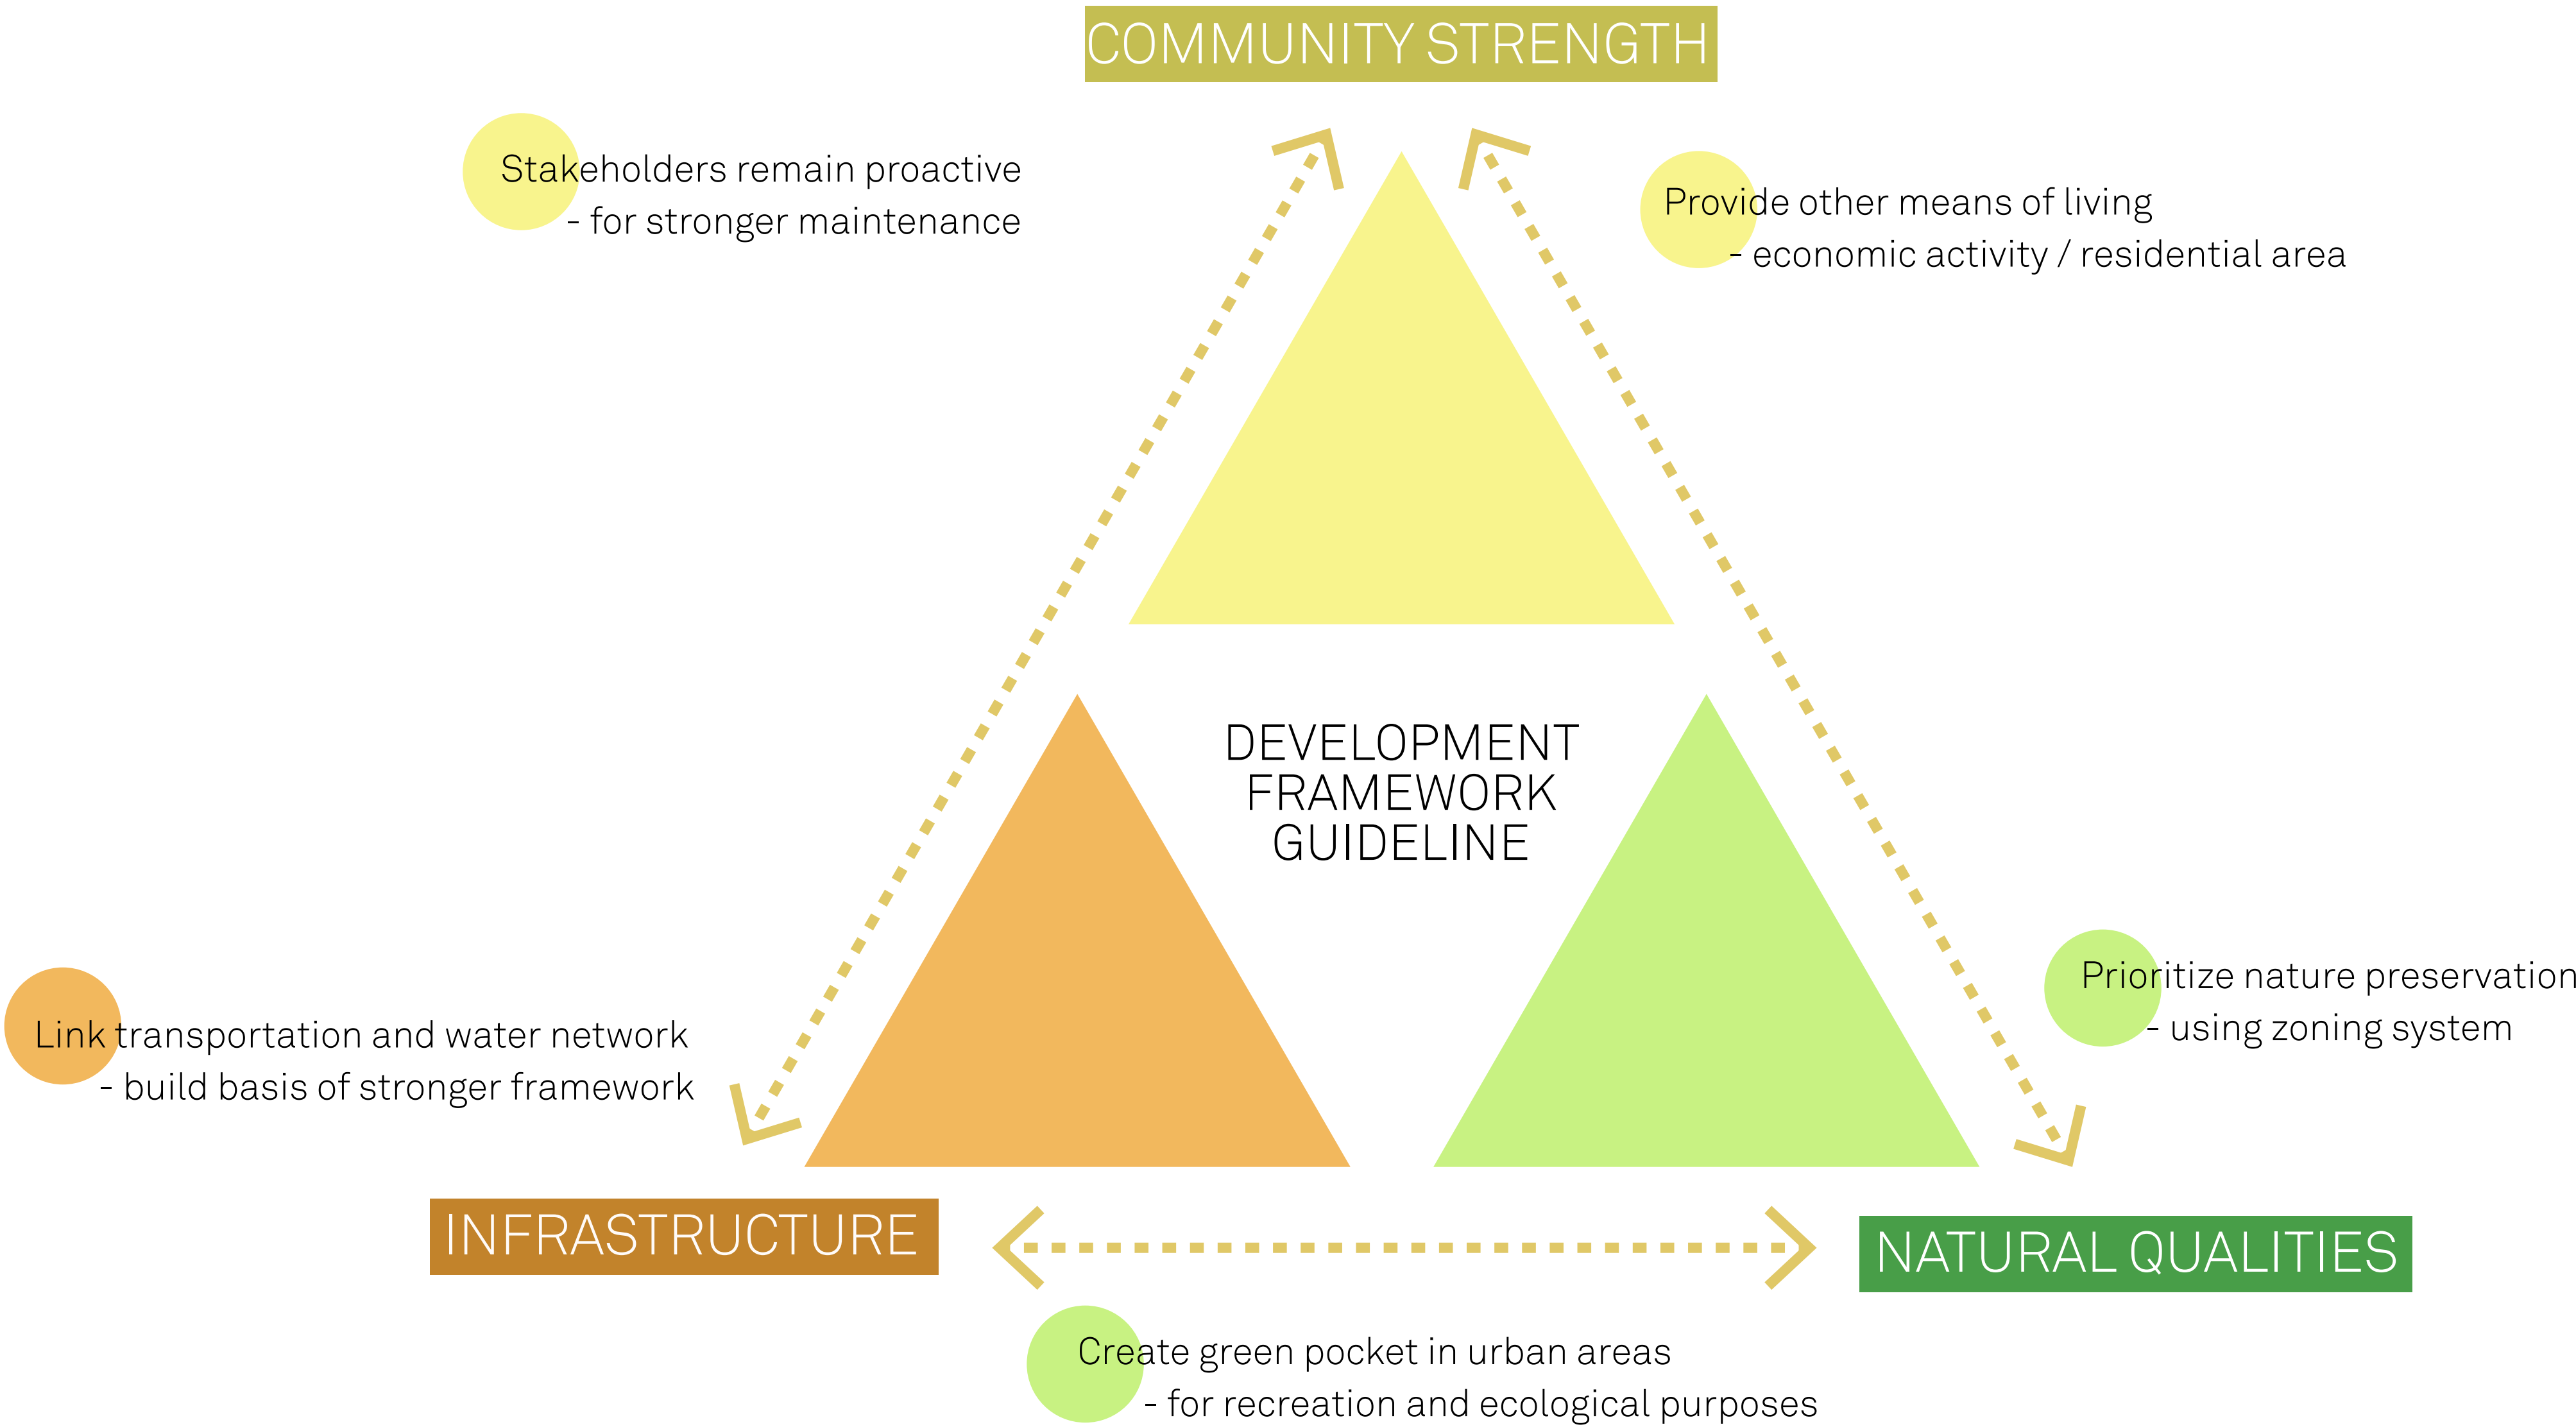 COMMUNITY STRENGTH
Stakeholders remain proactive
- for stronger maintenance
Provide other means of living
- economic activity / residential area
DEVELOPMENT
FRAMEWORK
GUIDELINE
Link transportation and water network
- build basis of stronger framework
Prioritize nature preservation
- using zoning system
INFRASTRUCTURE
NATURAL QUALITIES
Create green pocket in urban areas
- for recreation and ecological purposes